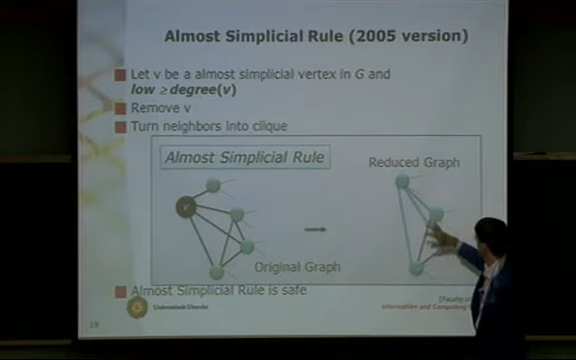 Almost Simplicial Rule (2005 version)
Let v be a almost simplicial vertex in G and
low ≥ degree(v)
Remove v
Turn neighbors into clique
Almost Simplicial Rule
Reduced Graph
v
Original Graph
Almost Simplicial Rule is safe
Universiteit Utrecht
[Faculty
Information and Computing
28